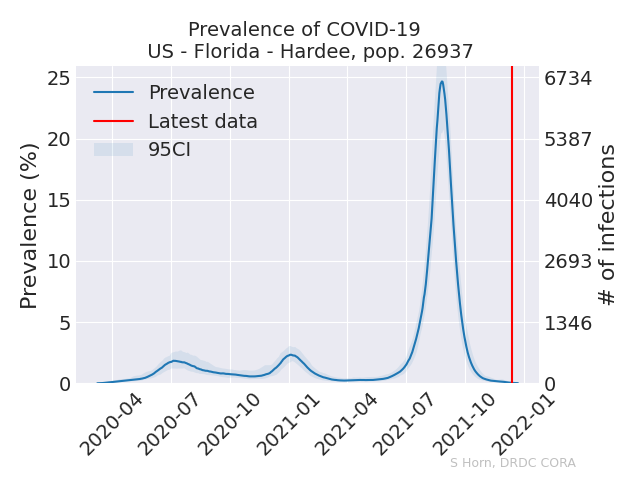 Prevalence of COVID-19
US - Florida - Hardee, pop. 26937
Prevalence
Latest data
95CI
Prevalence (%)
25
20
15
10
5
0
6734
5387
4040
2693
1346
0
# of infections
2020-04
2020-07
2020-10
2021-01
2021-04
2021-07
2021-10
2022-01
S Horn, DRDC CORA